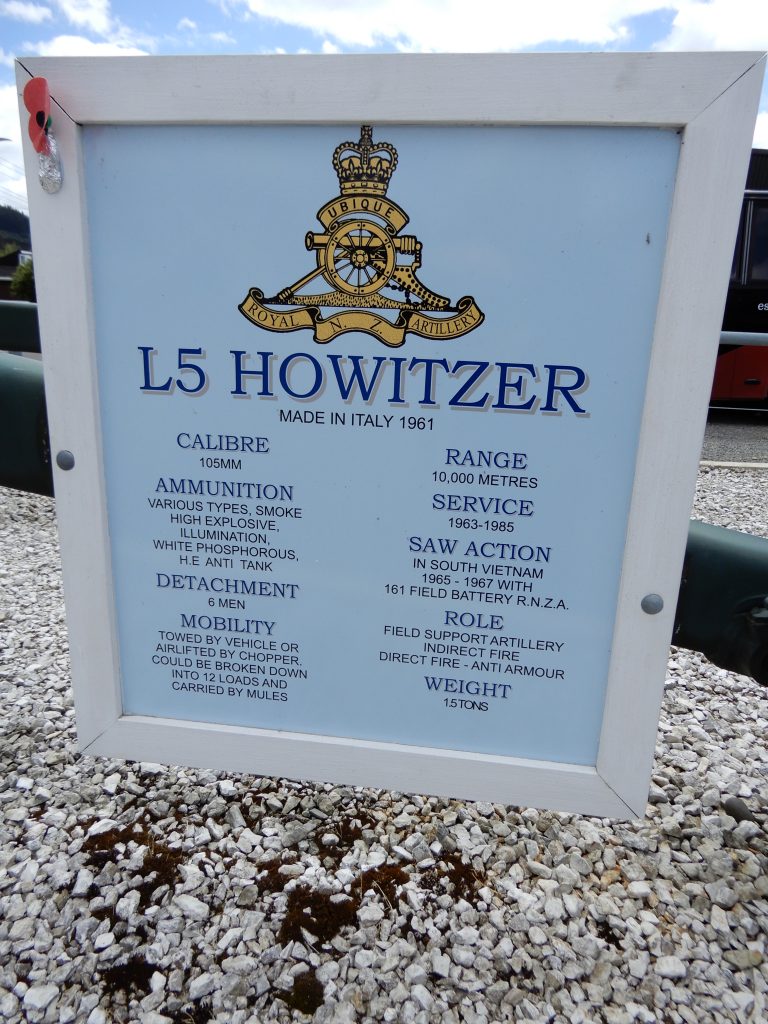 UBIQUE
ROYAL N.Z. ARTILLERY
L5 HOWITZER
MADE IN ITALY 1961
CALIBRE
105MM
AMMUNITION
VARIOUS TYPES, SMOKE
HIGH EXPLOSIVE,
ILLUMINATION,
WHITE PHOSPHOROUS,
H.E ANTI TANK
DETACHMENT
6 MEN
MOBILITY
TOWED BY VEHICLE OR
AIRLIFTED BY CHOPPER.
COULD BE BROKEN DOWN
INTO 12 LOADS AND
CARRIED BY MULES
RANGE
10,000 METRES
SERVICE
1963-1985
SAW ACTION
IN SOUTH VIETNAM
1965 - 1967 WITH
161 FIELD BATTERY R.N.Z.A.
ROLE
FIELD SUPPORT ARTILLERY
INDIRECT FIRE
DIRECT FIRE - ANTI ARMOUR
WEIGHT
1.5 TONS
es